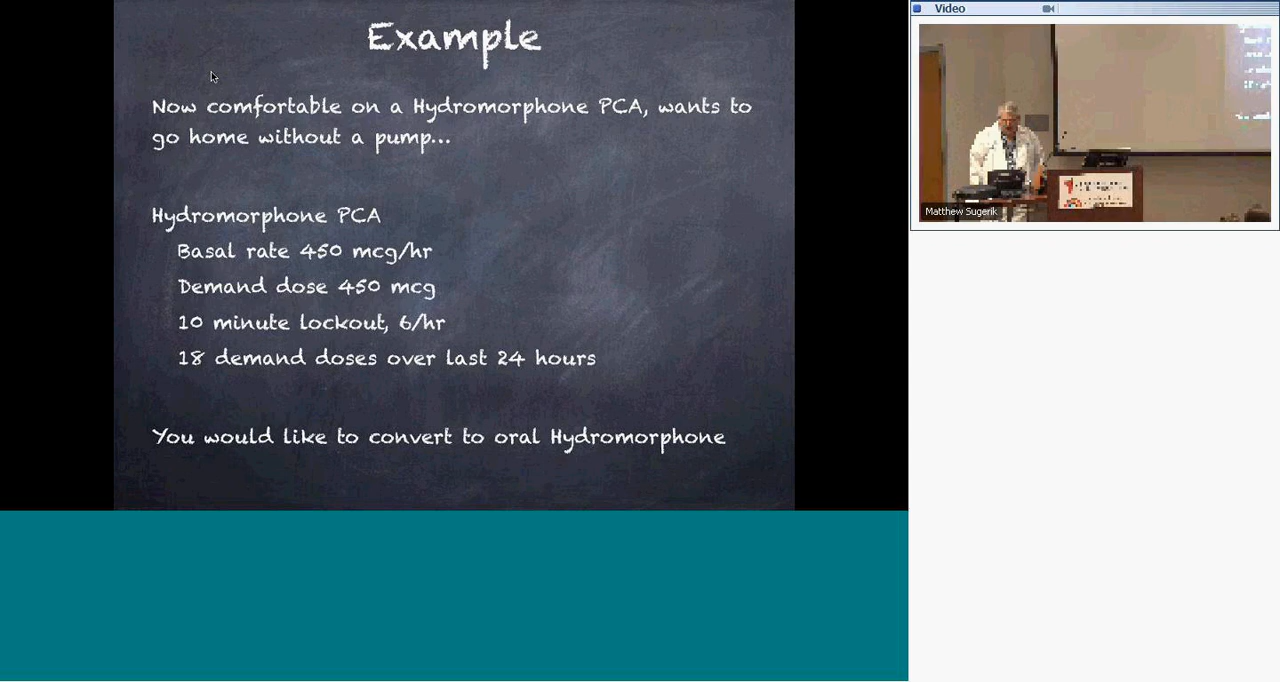 Example
Now comfortable on a Hydromorphone PCA, wants to
go home without a pump...
Hydromorphone PCA
Basal rate 450 mcg/hr
Demand dose 450 mcg
10 minute lockout, 6/hr
18 demand doses over last 24 hours
You would like to convert to oral Hydromorphone
Video
Matthew Sugerik